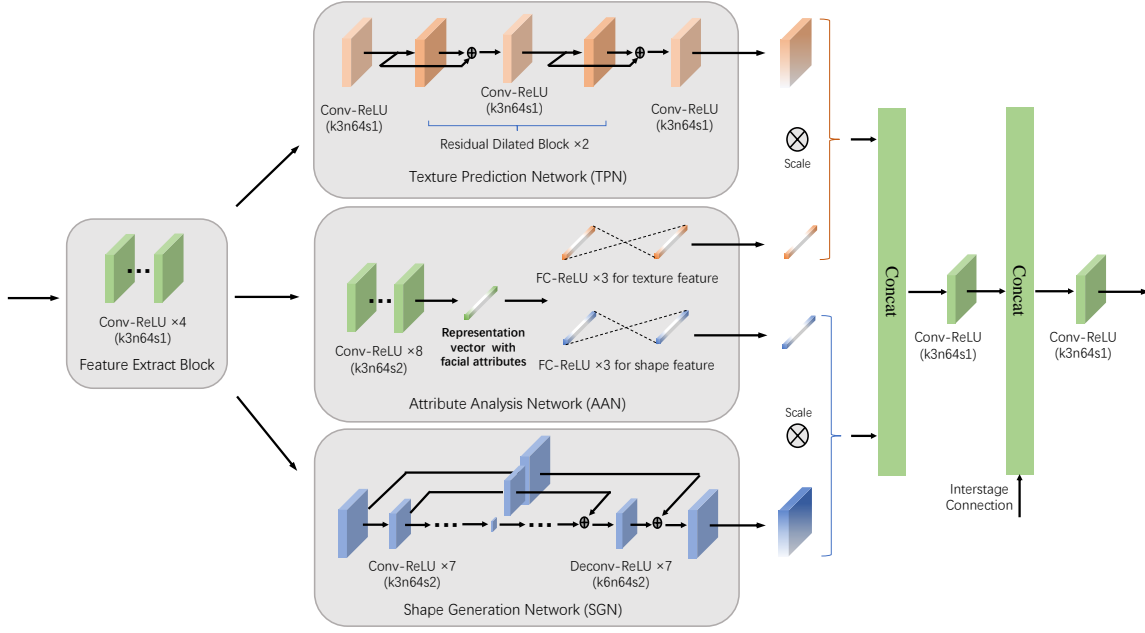 Conv-ReLU
(k3n64s1)
Conv-ReLU
(k3n64s1)
Conv-ReLU
(k3n64s1)
Residual Dilated Block ×2
Texture Prediction Network (TPN)
Scale
Conv-ReLU ×4
(k3n64s1)
Feature Extract Block
Conv-ReLU ×8
(k3n64s2)
Representation
vector with
facial attributes
FC-ReLU ×3 for texture feature
FC-ReLU ×3 for shape feature
Attribute Analysis Network (AAN)
Scale
Conv-ReLU ×7
(k3n64s2)
Deconv-ReLU ×7
(k6n64s2)
Shape Generation Network (SGN)
Concat
Conv-ReLU
(k3n64s1)
Concat
Conv-ReLU
(k3n64s1)
Interstage
Connection